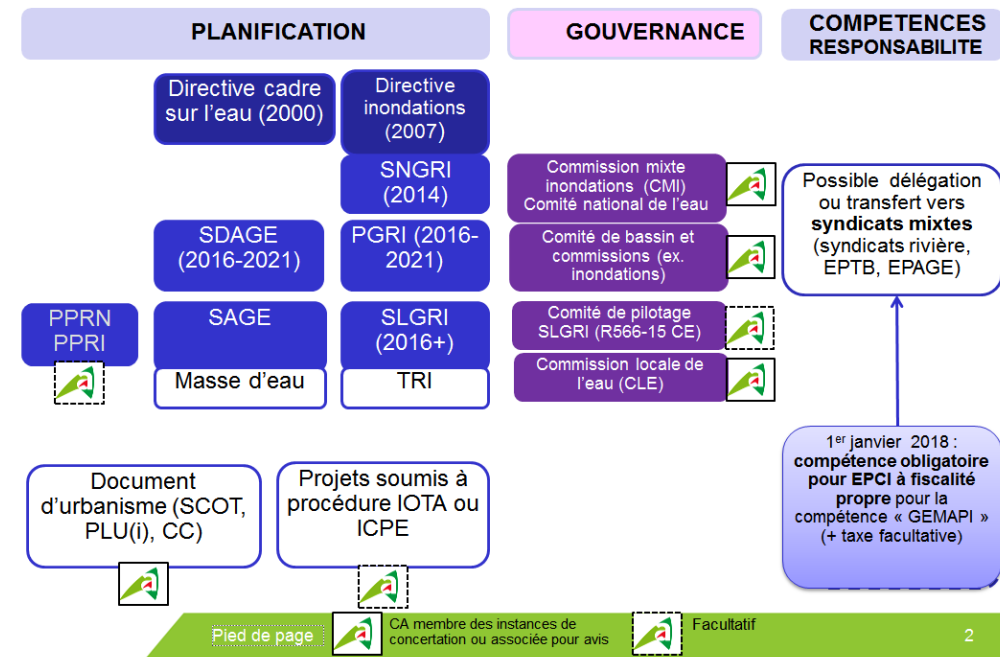 PLANIFICATION
GOUVERNANCE
COMPETENCES
RESPONSABILITE
Directive cadre
sur l'eau (2000)
Directive
inondations
(2007)
SNGRI
(2014)
SDAGE
(2016-2021)
PGRI (2016-
2021)
PPRN
PPRI
SAGE
SLGRI
(2016+)
Masse d'eau
TRI
Commission mixte
inondations (CMI)
Comité national de l'eau
Comité de bassin et
commissions (ex.
inondations)
Comité de pilotage
SLGRI (R566-15 CE)
Commission locale de
l'eau (CLE)
Possible délégation
ou transfert vers
syndicats mixtes
(syndicats rivière,
EPTB, EPAGE)
1er janvier 2018 :
compétence obligatoire
pour EPCI à fiscalité
propre pour la
compétence « GEMAPI »
(+ taxe facultative)
Document
d'urbanisme (SCOT,
PLU(i), CC)
Projets soumis à
procédure IOTA ou
ICPE
Pied de page
CA membre des instances de
concertation ou associée pour avis
Facultatif
2